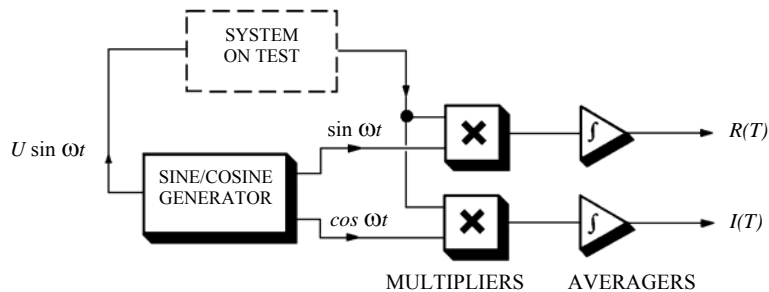 SYSTEM
ON TEST
sin ωt
R(T)
U sin ωt
×
∫
SINE/COSINE
GENERATOR
cos ωt
×
∫
I(T)
MULTIPLIERS
AVERAGERS